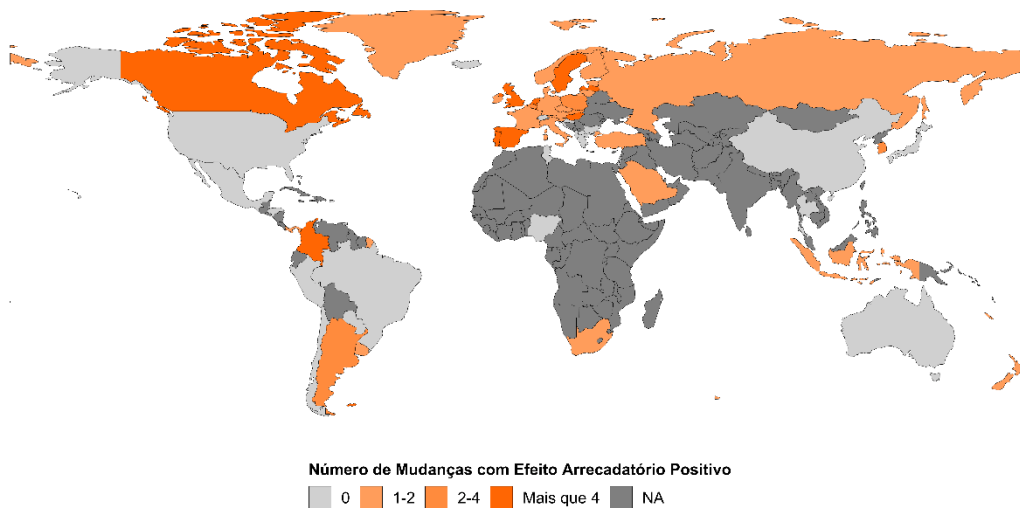 Número de Mudanças com Efeito Arrecadatório Positivo
0 1-2 2-4 Mais que 4 NA